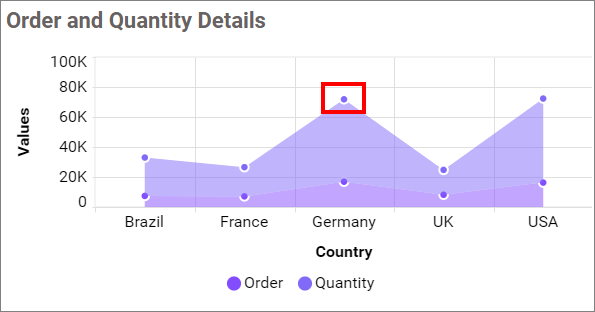 Order and Quantity Details
100K
80K
60K
40K
20K
0
Values
Brazil France Germany UK USA
Country
Order Quantity